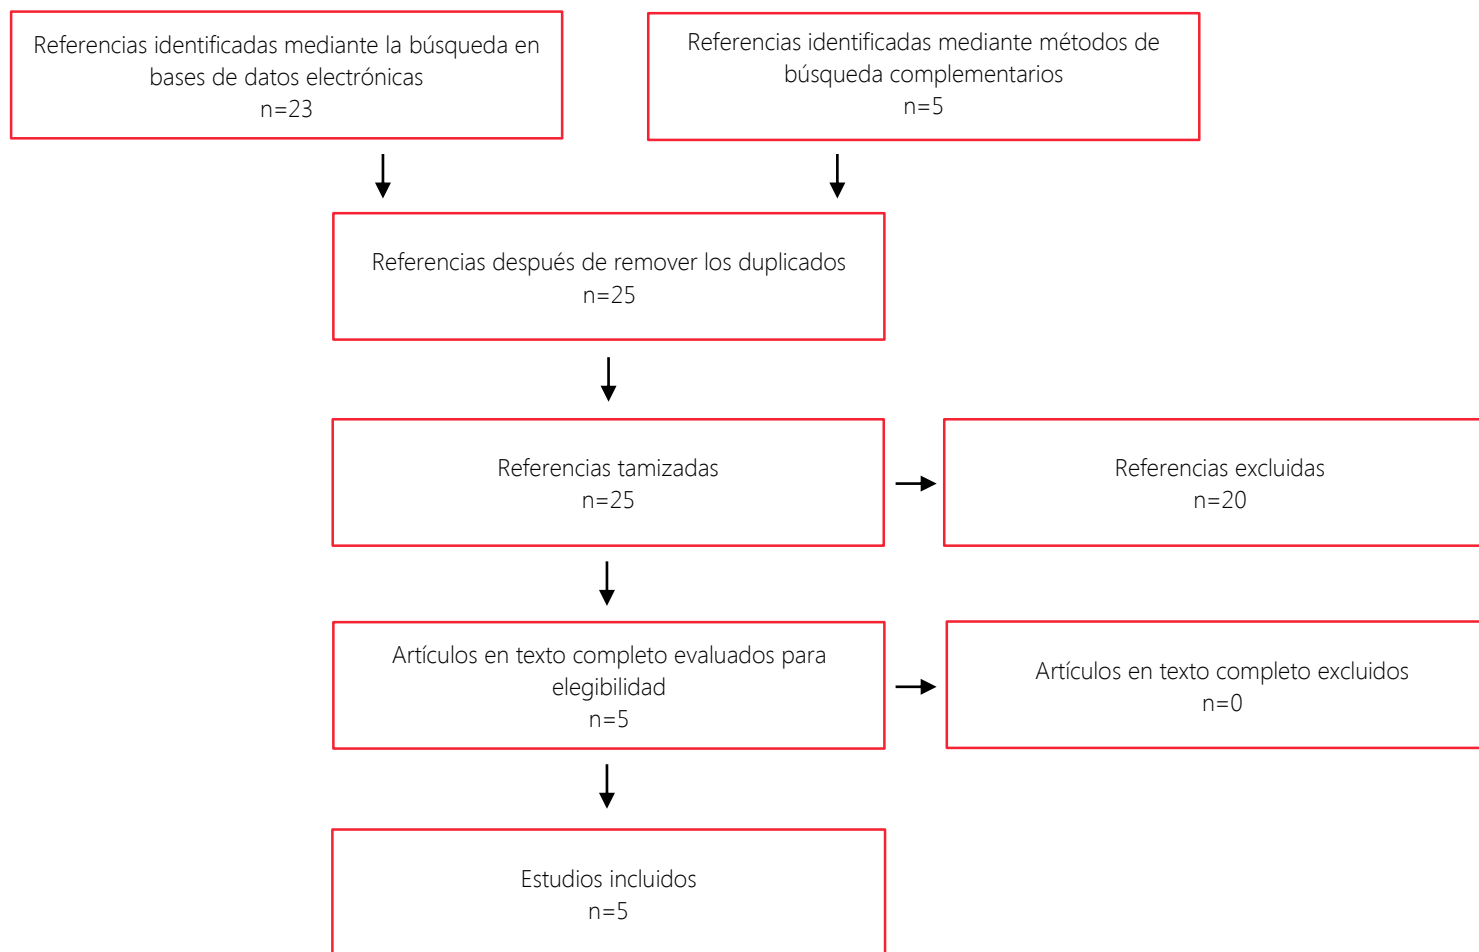 Referencias identificadas mediante la búsqueda en
bases de datos electrónicas
n=23
Referencias identificadas mediante métodos de
búsqueda complementarios
n=5
Referencias después de remover los duplicados
n=25
Referencias tamizadas
n=25
Referencias excluidas
n=20
Artículos en texto completo evaluados para
elegibilidad
n=5
Artículos en texto completo excluidos
n=0
Estudios incluidos
n=5